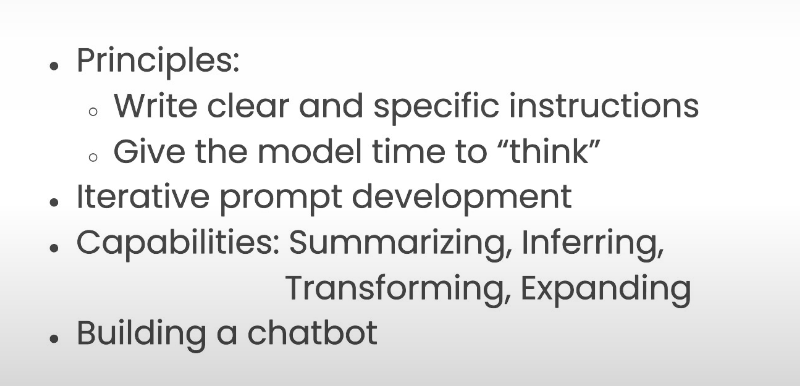 • Principles:
◦ Write clear and specific instructions
◦ Give the model time to “think”
• Iterative prompt development
• Capabilities: Summarizing, Inferring,
Transforming, Expanding
• Building a chatbot